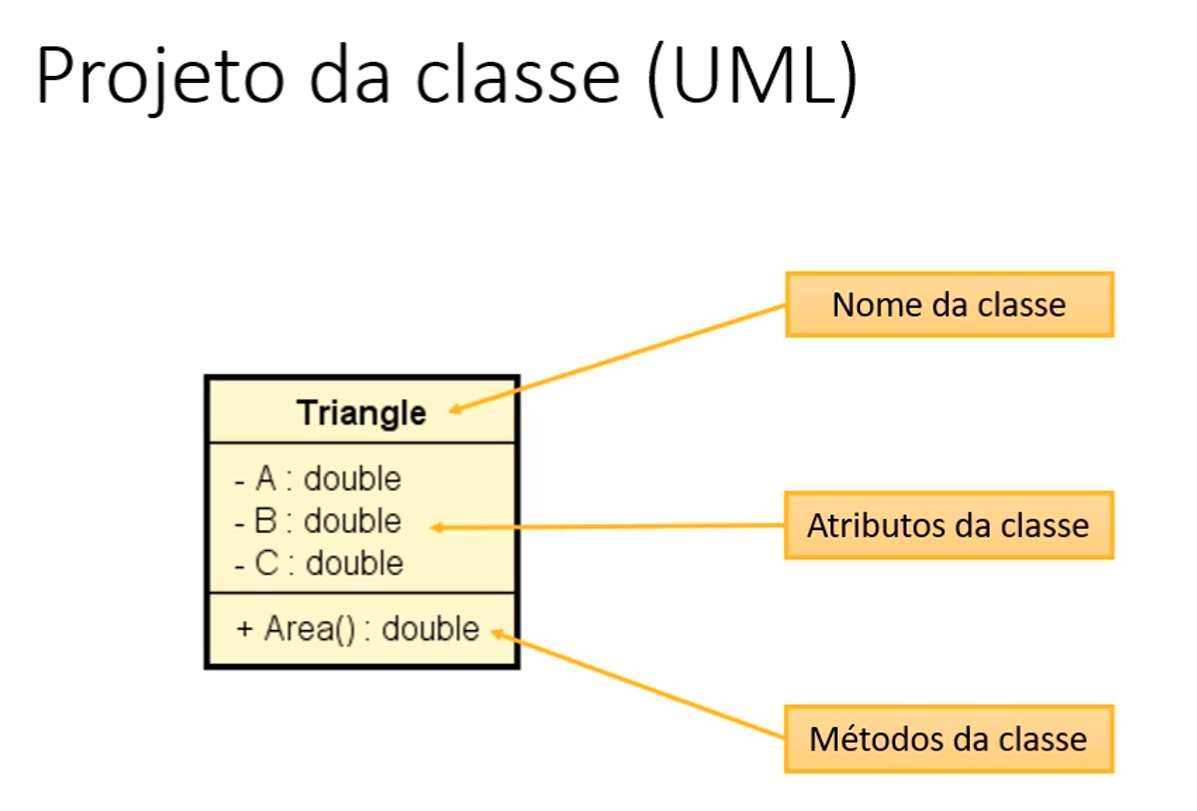 Projeto da classe (UML)
Nome da classe
Triangle
- A : double
- B : double
- C : double
Atributos da classe
+ Area() : double
Métodos da classe